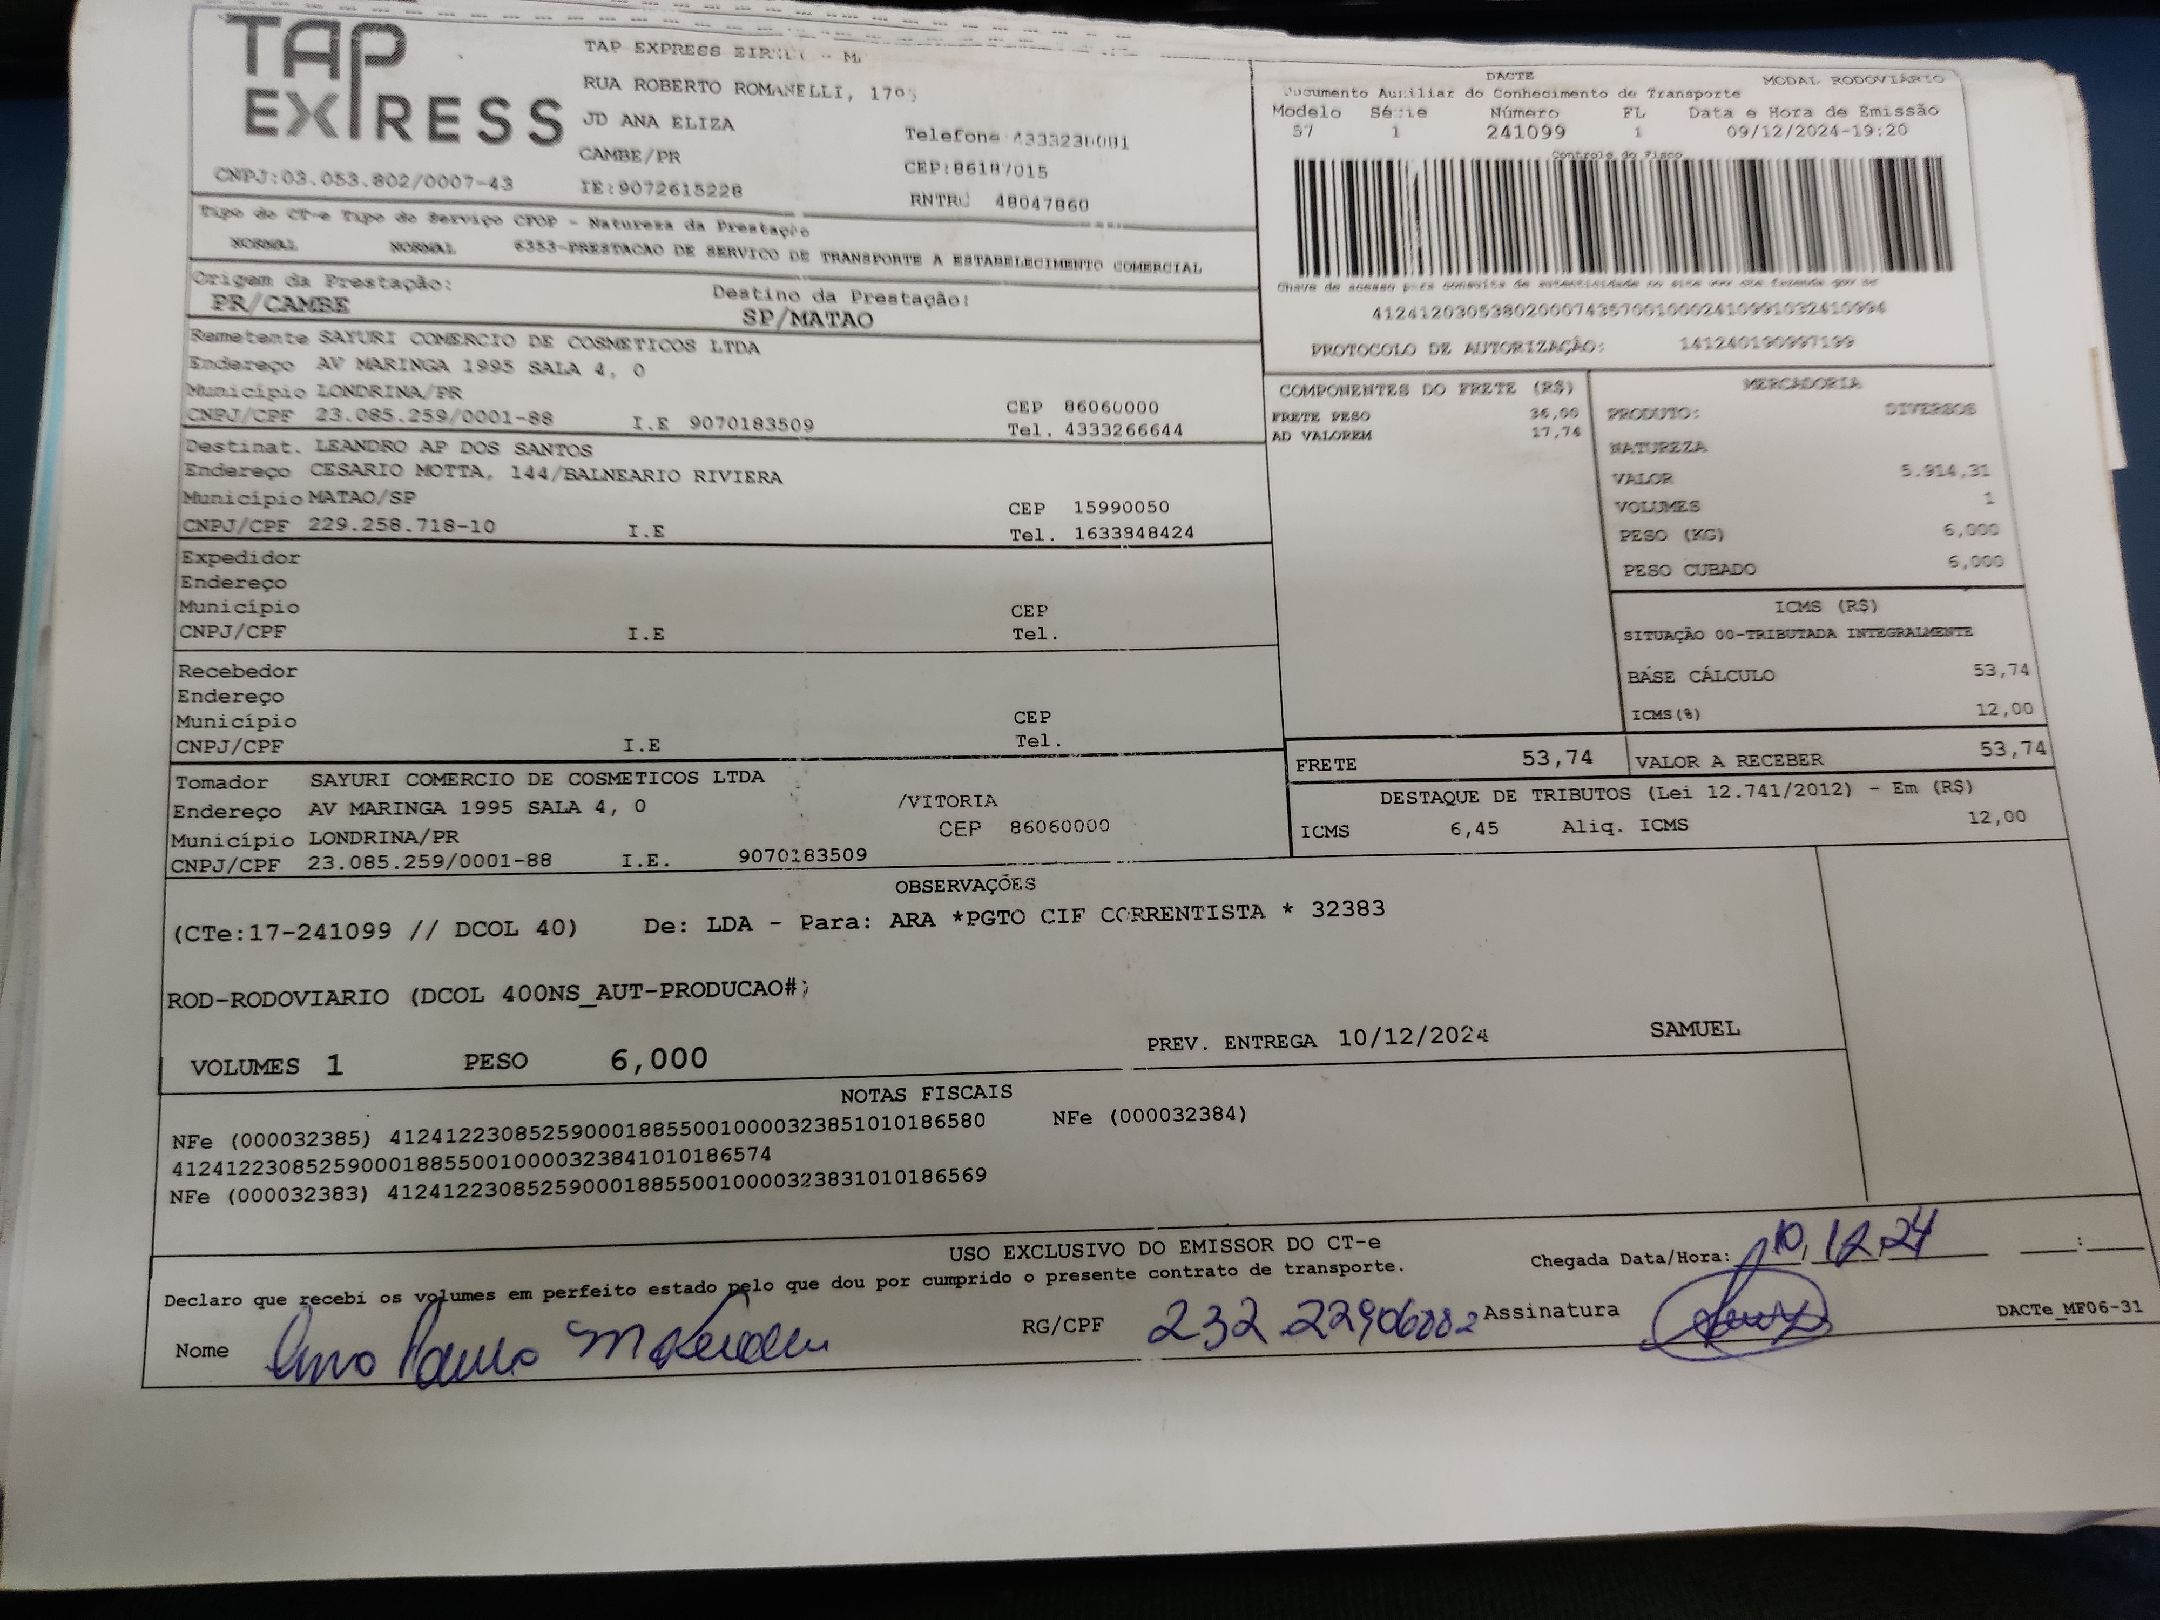 TAP EXPRESS
TAP EXPRESS
RUA ROBERTO ROMANELLI,
JD ANA ELIZA
CAMBE/PR
Telefone
CEP:86187015
CNPJ:03.053.802/0007-43
IE:9072615228
RNTRC 48047860
DACTE
MODAL RODOVIÁRIO
Documento Auxiliar do Conhecimento de Transporte
Modelo Série Número FL Data e Hora de Emissão
57 1 241099 1 09/12/2024-19:20
Controle do Fisco
Tipo do CT-e Tipo do Serviço CFOP - Natureza da Prestação
NORMAL NORMAL 6353-PRESTACAO DE SERVICO DE TRANSPORTE A ESTABELECIMENTO COMERCIAL
Chave de acesso para consulta de autenticidade no site
41241203053802000743570010002410991032410994
PROTOCOLO DE AUTORIZAÇÃO: 141240190997199
Origem da Prestação:
PR/CAMBE
Destino da Prestação:
SP/MATAO
Remetente SAYURI COMERCIO DE COSMETICOS LTDA
Endereço AV MARINGA 1995 SALA 4, 0
Município LONDRINA/PR
CEP 86060000
CNPJ/CPF 23.085.259/0001-88 I.E 9070183509
Tel. 4333266644
Destinat. LEANDRO AP DOS SANTOS
Endereço CESARIO MOTTA, 144/BALNEARIO RIVIERA
Município MATAO/SP
CEP 15990050
CNPJ/CPF 229.258.718-10 I.E
Tel. 1633848424
Expedidor
Endereço
Município CEP
CNPJ/CPF I.E Tel.
Recebedor
Endereço
Município CEP
CNPJ/CPF I.E Tel.
Tomador SAYURI COMERCIO DE COSMETICOS LTDA
Endereço AV MARINGA 1995 SALA 4, 0 /VITORIA
Município LONDRINA/PR CEP 86060000
CNPJ/CPF 23.085.259/0001-88 I.E. 9070183509
COMPONENTES DO FRETE (R$)
FRETE PESO 36,00
AD VALOREM 17,74
MERCADORIA
PRODUTO: DIVERSOS
NATUREZA
VALOR 5.914,31
VOLUMES 1
PESO (KG) 6,000
PESO CUBADO 6,000
ICMS (R$)
SITUAÇÃO 00-TRIBUTADA INTEGRALMENTE
BÁSE CÁLCULO 53,74
ICMS(%) 12,00
FRETE 53,74
VALOR A RECEBER 53,74
DESTAQUE DE TRIBUTOS (Lei 12.741/2012) - Em (R$)
ICMS 6,45 Aliq. ICMS 12,00
OBSERVAÇÕES
(CTe:17-241099 // DCOL 40) De: LDA - Para: ARA *PGTO CIF CORRENTISTA * 32383
ROD-RODOVIARIO (DCOL 400NS_AUT-PRODUCAO#)
VOLUMES 1 PESO 6,000 PREV. ENTREGA 10/12/2024 SAMUEL
NOTAS FISCAIS
NFe (000032385) 41241223085259000188550010000323851010186580 NFe (000032384)
41241223085259000188550010000323841010186574
NFe (000032383) 41241223085259000188550010000323831010186569
USO EXCLUSIVO DO EMISSOR DO CT-e
Declaro que recebi os volumes em perfeito estado pelo que dou por cumprido o presente contrato de transporte.
Chegada Data/Hora: 10,12,24 :
Nome
RG/CPF
Assinatura
DACTe_MF06-31